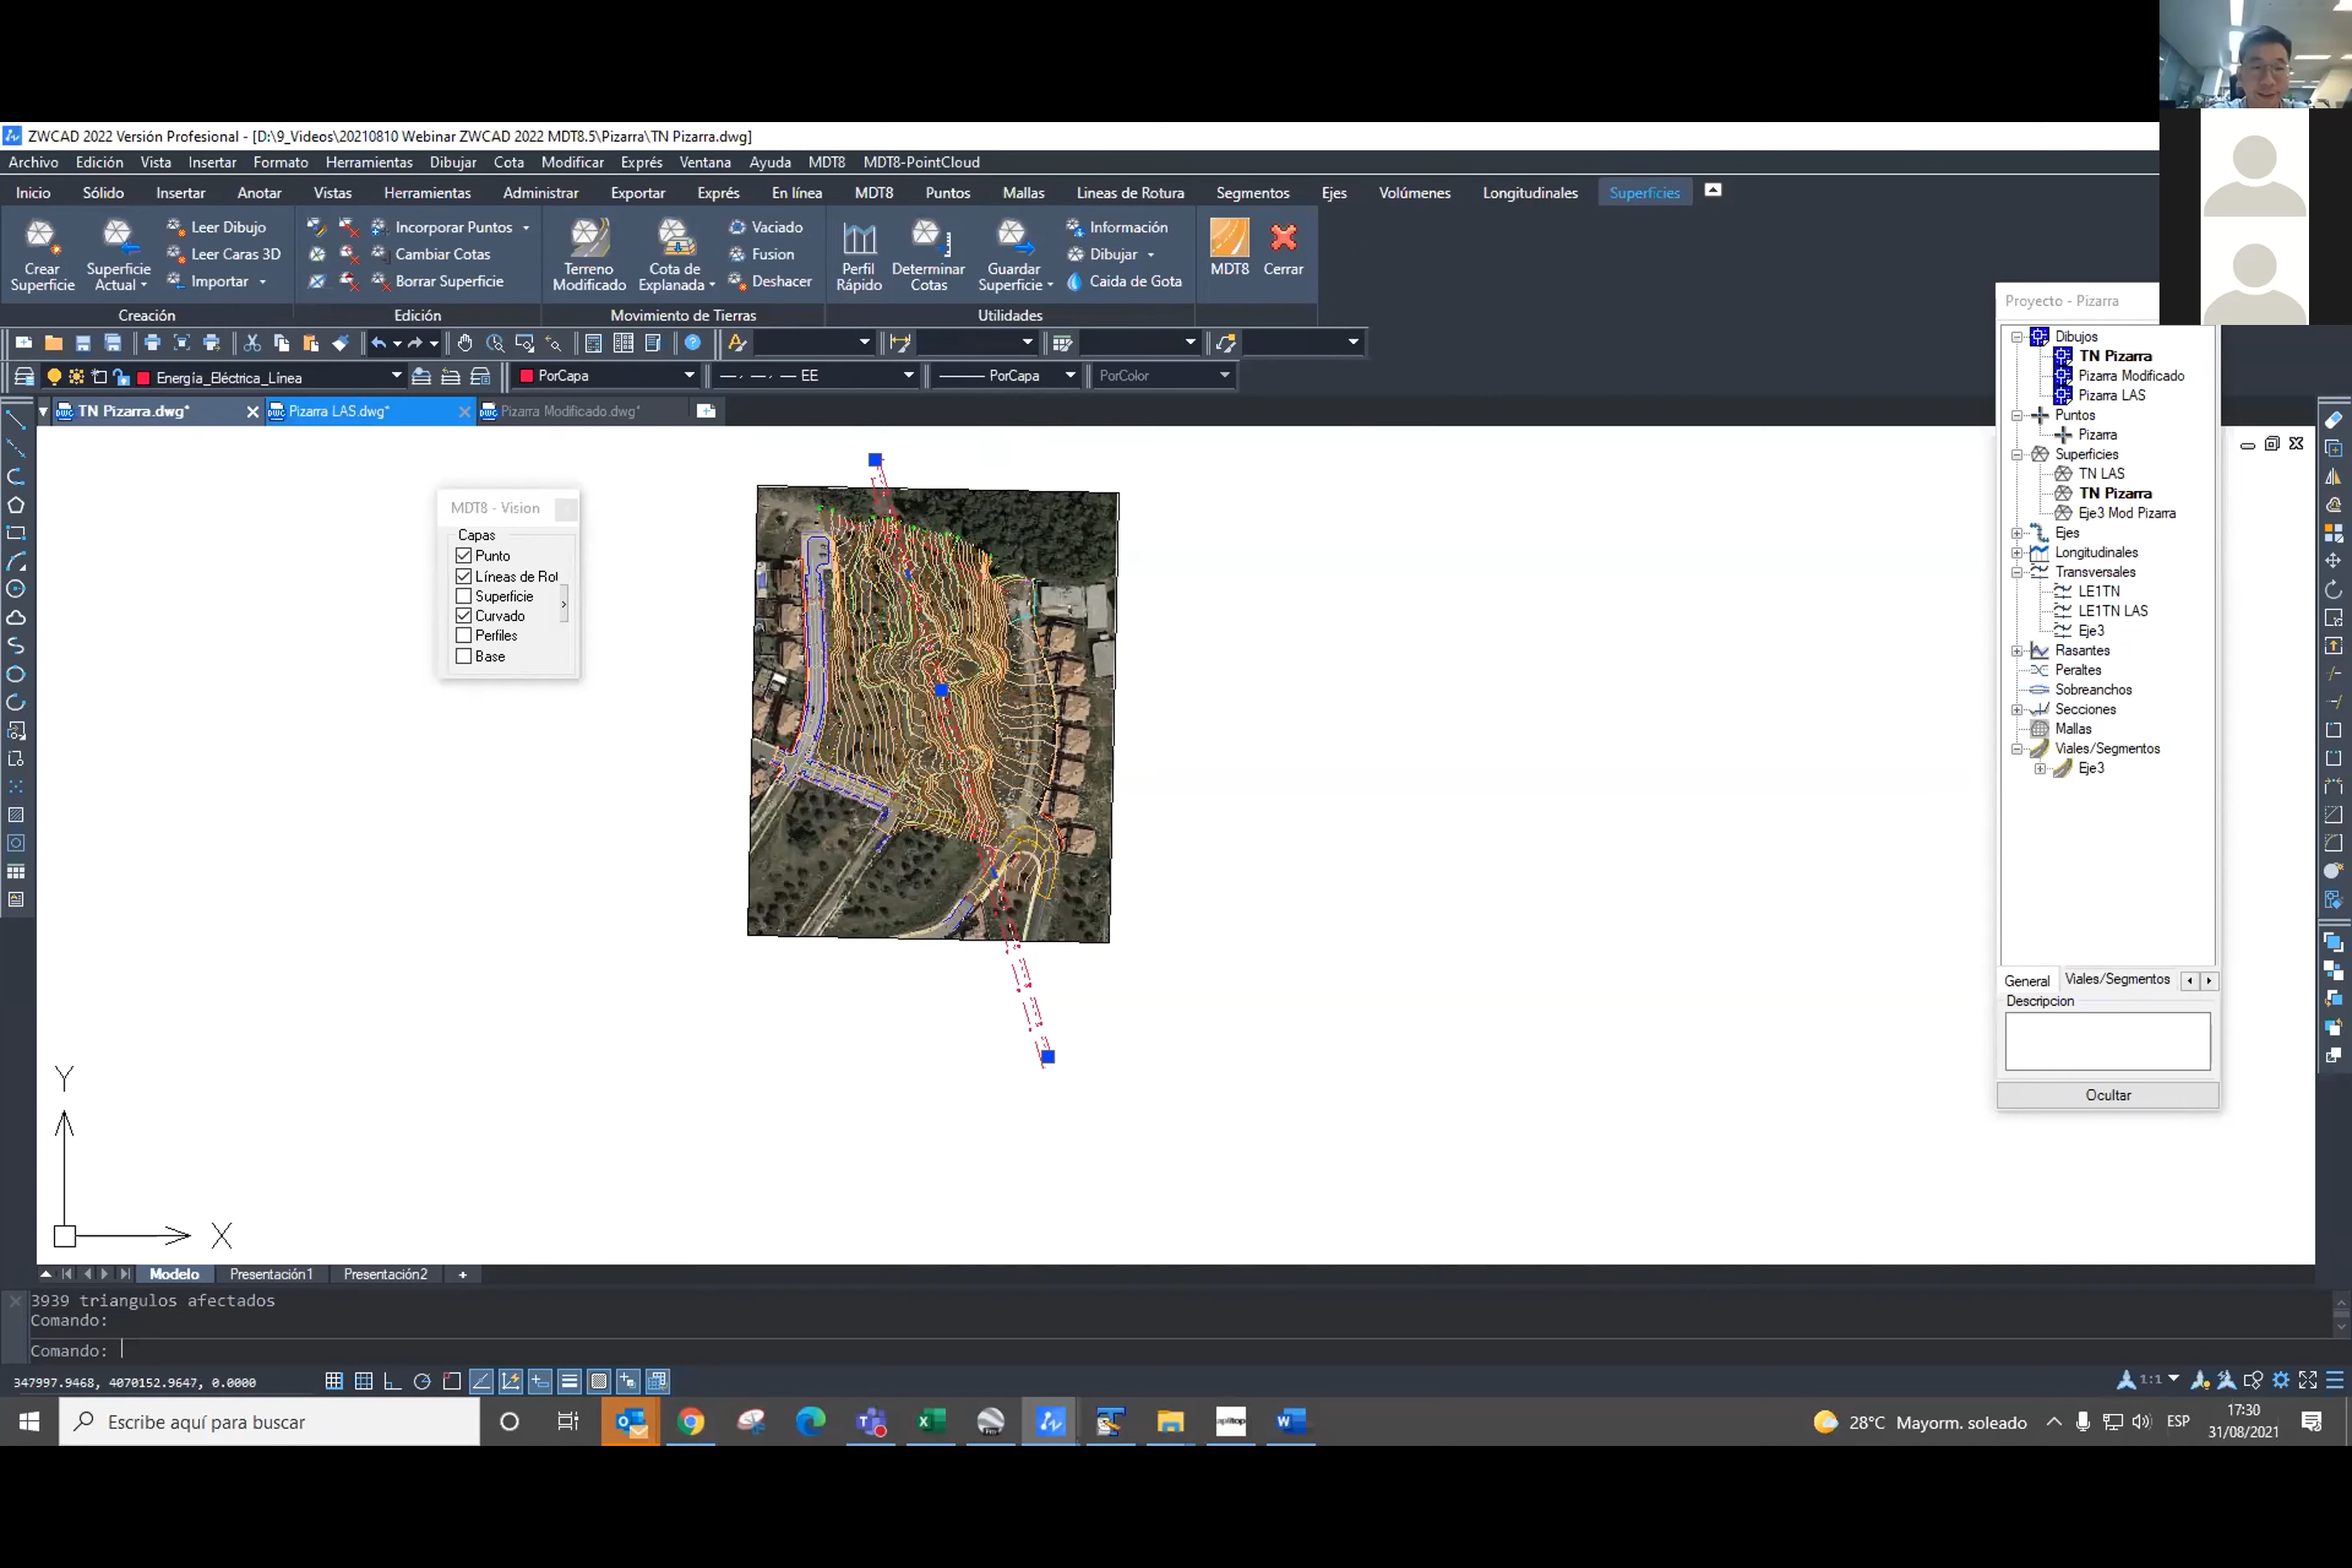 ZWCAD 2022 Versión Profesional - [D:\9_Videos\20210810 Webinar ZWCAD 2022 MDT8.5\Pizarra\TN Pizarra.dwg]
Archivo Edición Vista Insertar Formato Herramientas Dibujar Cota Modificar Exprés Ventana Ayuda MDT8 MDT8-PointCloud
Inicio Sólido Insertar Anotar Vistas Herramientas Administrar Exportar Exprés En línea MDT8 Puntos Mallas Lineas de Rotura Segmentos Ejes Volúmenes Longitudinales Superficies
Crear Superficie
Superficie Actual
Leer Dibujo
Leer Caras 3D
Importar
Creación
Incorporar Puntos
Cambiar Cotas
Borrar Superficie
Edición
Terreno Modificado
Cota de Explanada
Vaciado
Fusion
Deshacer
Movimiento de Tierras
Perfil Rápido
Determinar Cotas
Guardar Superficie
Información
Dibujar
Caida de Gota
Utilidades
MDT8
Cerrar
Energía_Eléctrica_Línea
PorCapa
EE
PorCapa
PorColor
TN Pizarra.dwg*
Pizarra LAS.dwg*
Pizarra Modificado.dwg*
MDT8 - Vision
Capas
Punto
Líneas de Rot
Superficie
Curvado
Perfiles
Base
Proyecto - Pizarra
Dibujos
TN Pizarra
Pizarra Modificado
Pizarra LAS
Puntos
Pizarra
Superficies
TN LAS
TN Pizarra
Eje3 Mod Pizarra
Ejes
Longitudinales
Transversales
LE1TN
LE1TN LAS
Eje3
Rasantes
Peraltes
Sobreanchos
Secciones
Mallas
Viales/Segmentos
Eje3
General Viales/Segmentos
Descripcion
Ocultar
Y
X
Modelo Presentación1 Presentación2 +
3939 triangulos afectados
Comando:
Comando:
347997.9468, 4070152.9647, 0.0000
1:1
Escribe aquí para buscar
28°C Mayorm. soleado
ESP
17:30
31/08/2021